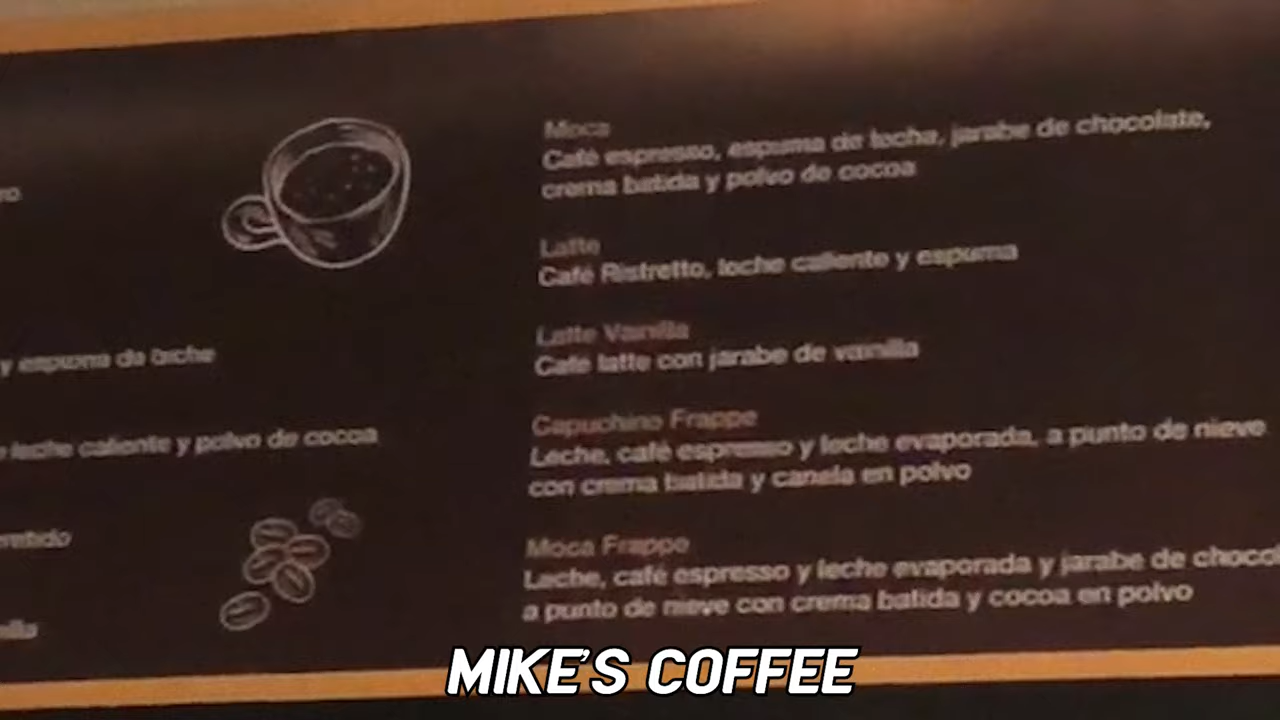 y espuma de leche
leche caliente y polvo de cocoa
Moca
Café espresso, espuma de leche, jarabe de chocolate,
crema batida y polvo de cocoa
Latte
Café Ristretto, leche caliente y espuma
Latte Vainilla
Café latte con jarabe de vainilla
Capuchino Frappe
Leche, café espresso y leche evaporada, a punto de nieve
con crema batida y canela en polvo
Moca Frappe
Leche, café espresso y leche evaporada y jarabe de chocol
a punto de nieve con crema batida y cocoa en polvo
MIKE'S COFFEE